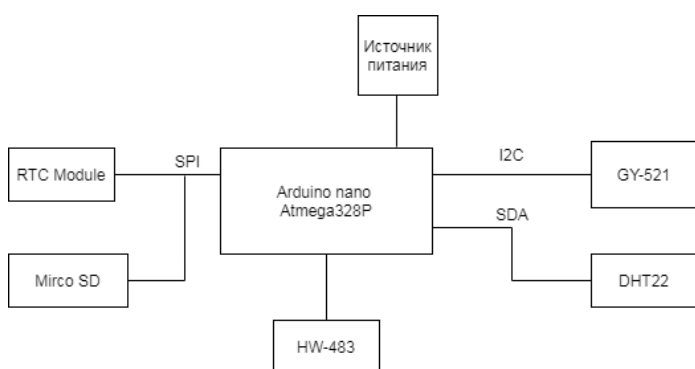 Источник
питания
RTC Module
SPI
Arduino nano
Atmega328P
I2C
GY-521
SDA
Mirco SD
DHT22
HW-483